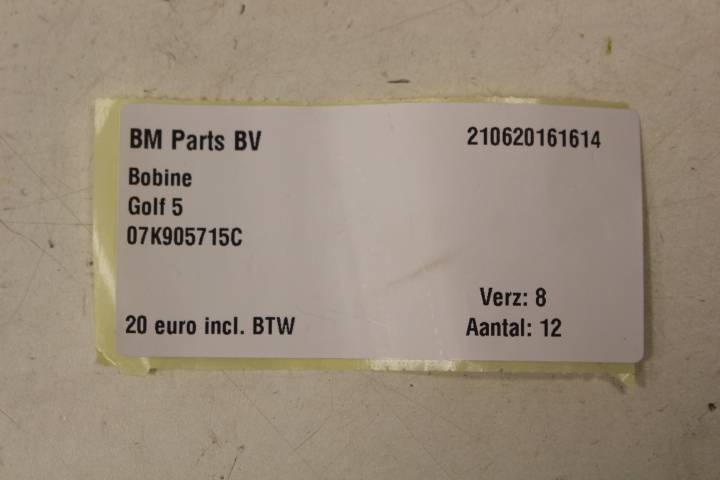 BM Parts BV
210620161614
Bobine
Golf 5
07K905715C
Verz: 8
20 euro incl. BTW
Aantal: 12